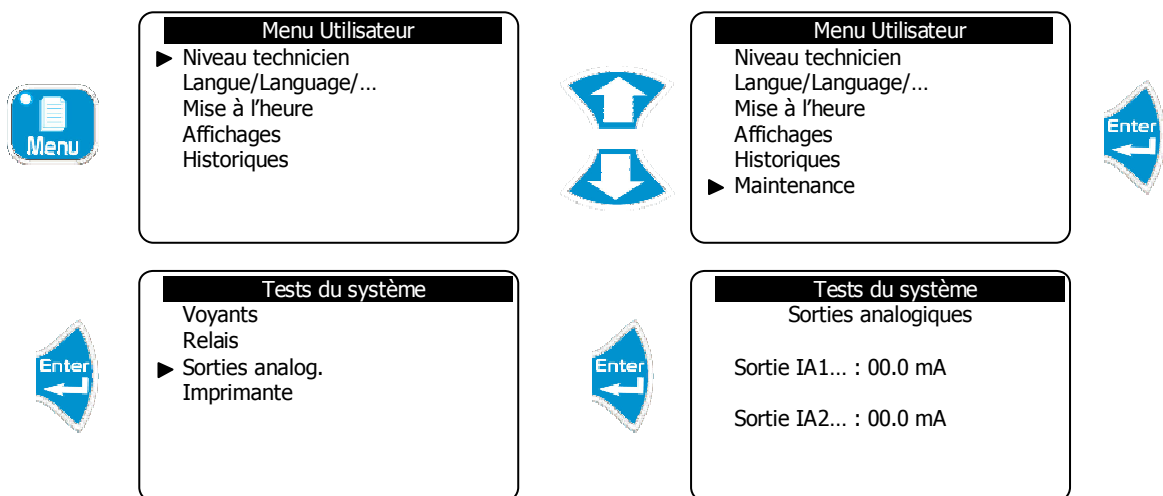 Menu
Menu Utilisateur
Niveau technicien
Langue/Language/...
Mise à l'heure
Affichages
Historiques
Menu Utilisateur
Niveau technicien
Langue/Language/...
Mise à l'heure
Affichages
Historiques
Maintenance
Enter
Enter
Tests du système
Voyants
Relais
Sorties analog.
Imprimante
Enter
Tests du système
Sorties analogiques
Sortie IA1... : 00.0 mA
Sortie IA2... : 00.0 mA